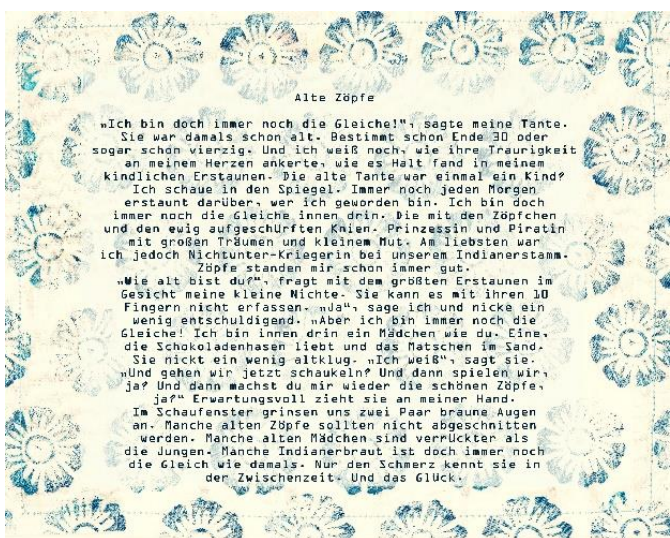 Alte Zöpfe
„Ich bin doch immer noch die Gleiche!“, sagte meine Tante.
Sie war damals schon alt. Bestimmt schon Ende 30 oder
sogar schon vierzig. Und ich weiß noch, wie ihre Traurigkeit
an meinem Herzen ankerte, wie es Halt fand in meinem
kindlichen Erstaunen. Die alte Tante war einmal ein Kind?
Ich schaue in den Spiegel. Immer noch jeden Morgen
erstaunt darüber, wer ich geworden bin. Ich bin doch
immer noch die Gleiche innen drin. Die mit den Zöpfchen
und den ewig aufgeschürften Knien. Prinzessin und Piratin
mit großen Träumen und kleinem Mut. Am liebsten war
ich jedoch Nichtunter-Kriegerin bei unserem Indianerstamm.
Zöpfe standen mir schon immer gut.
„Wie alt bist du?“, fragt mit dem größten Erstaunen im
Gesicht meine kleine Nichte. Sie kann es mit ihren 10
Fingern nicht erfassen. „Ja“, sage ich und nicke ein
wenig entschuldigend. „Aber ich bin immer noch die
Gleiche! Ich bin innen drin ein Mädchen wie du. Eine,
die Schokoladenhasen liebt und das Matschen im Sand.
Sie nickt ein wenig altklug. „Ich weiß“, sagt sie.
„Und gehen wir jetzt schaukeln? Und dann spielen wir,
ja? Und dann machst du mir wieder die schönen Zöpfe,
ja?“ Erwartungsvoll zieht sie an meiner Hand.
Im Schaufenster grinsen uns zwei Paar braune Augen
an. Manche alten Zöpfe sollten nicht abgeschnitten
werden. Manche alten Mädchen sind verrückter als
die Jungen. Manche Indianerbraut ist doch immer noch
die Gleich wie damals. Nur den Schmerz kennt sie in
der Zwischenzeit. Und das Glück.